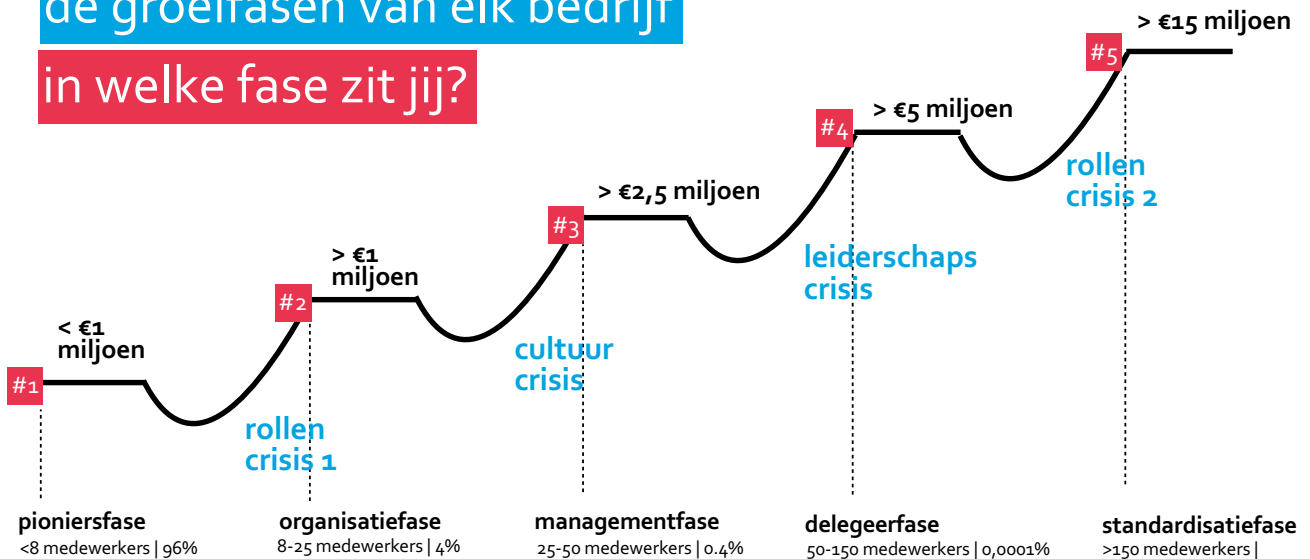 de groeifasen van elk bedrijf
in welke fase zit jij?
> €15 miljoen
#5
> €5 miljoen
#4
rollen
crisis 2
> €2,5 miljoen
#3
leiderschaps
crisis
> €1
miljoen
#2
cultuur
crisis
< €1
miljoen
#1
rollen
crisis 1
pioniersfase
<8 medewerkers | 96%
organisatiefase
8-25 medewerkers | 4%
managementfase
25-50 medewerkers | 0.4%
delegeerfase
50-150 medewerkers | 0,0001%
standardisatiefase
>150 medewerkers |